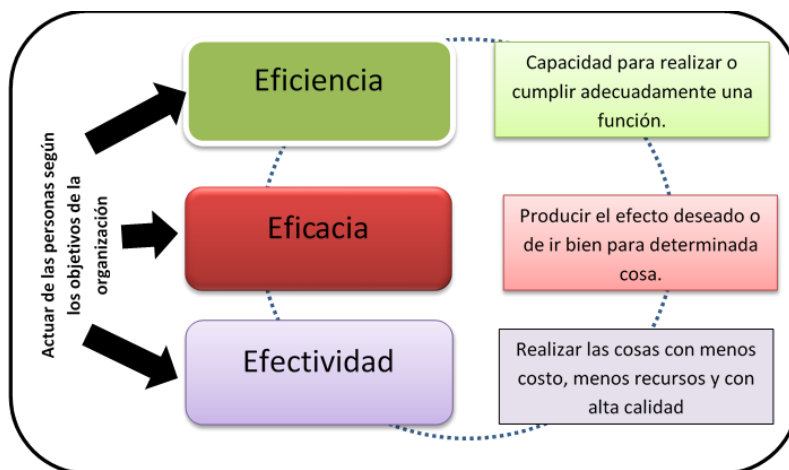 Actuar de las personas según
los objetivos de la
organización
Eficiencia
Capacidad para realizar o
cumplir adecuadamente una
función.
Eficacia
Producir el efecto deseado o
de ir bien para determinada
cosa.
Efectividad
Realizar las cosas con menos
costo, menos recursos y con
alta calidad